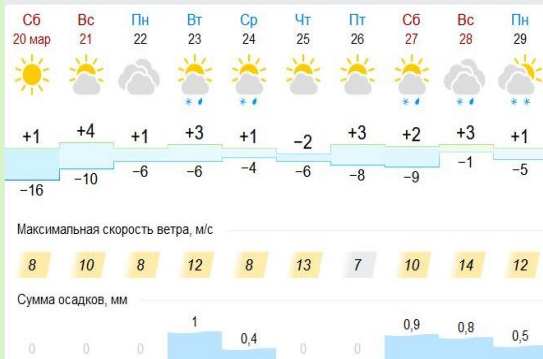 Сб Вс Пн Вт Ср Чт Пт Сб Вс Пн
20 мар 21 22 23 24 25 26 27 28 29
+1 +4 +1 +3 +1 −2 +3 +2 +3 +1
−16 −10 −6 −6 −4 −6 −8 −9 −1 −5
Максимальная скорость ветра, м/с
8 10 8 12 8 13 7 10 14 12
Сумма осадков, мм
0 0 0 1 0,4 0 0 0,9 0,8 0,5